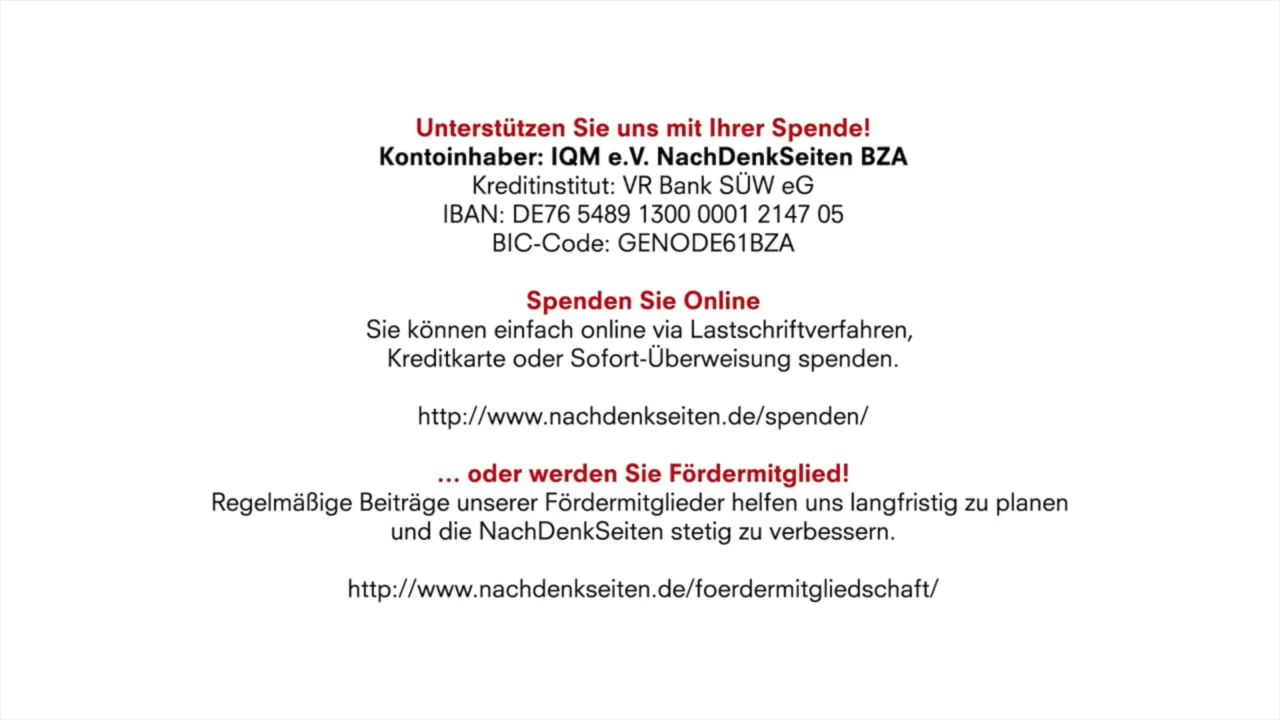 Unterstützen Sie uns mit Ihrer Spende!
Kontoinhaber: IQM e.V. NachDenkSeiten BZA
Kreditinstitut: VR Bank SÜW eG
IBAN: DE76 5489 1300 0001 2147 05
BIC-Code: GENODE61BZA
Spenden Sie Online
Sie können einfach online via Lastschriftverfahren,
Kreditkarte oder Sofort-Überweisung spenden.
http://www.nachdenkseiten.de/spenden/
... oder werden Sie Fördermitglied!
Regelmäßige Beiträge unserer Fördermitglieder helfen uns langfristig zu planen
und die NachDenkSeiten stetig zu verbessern.
http://www.nachdenkseiten.de/foerdermitgliedschaft/